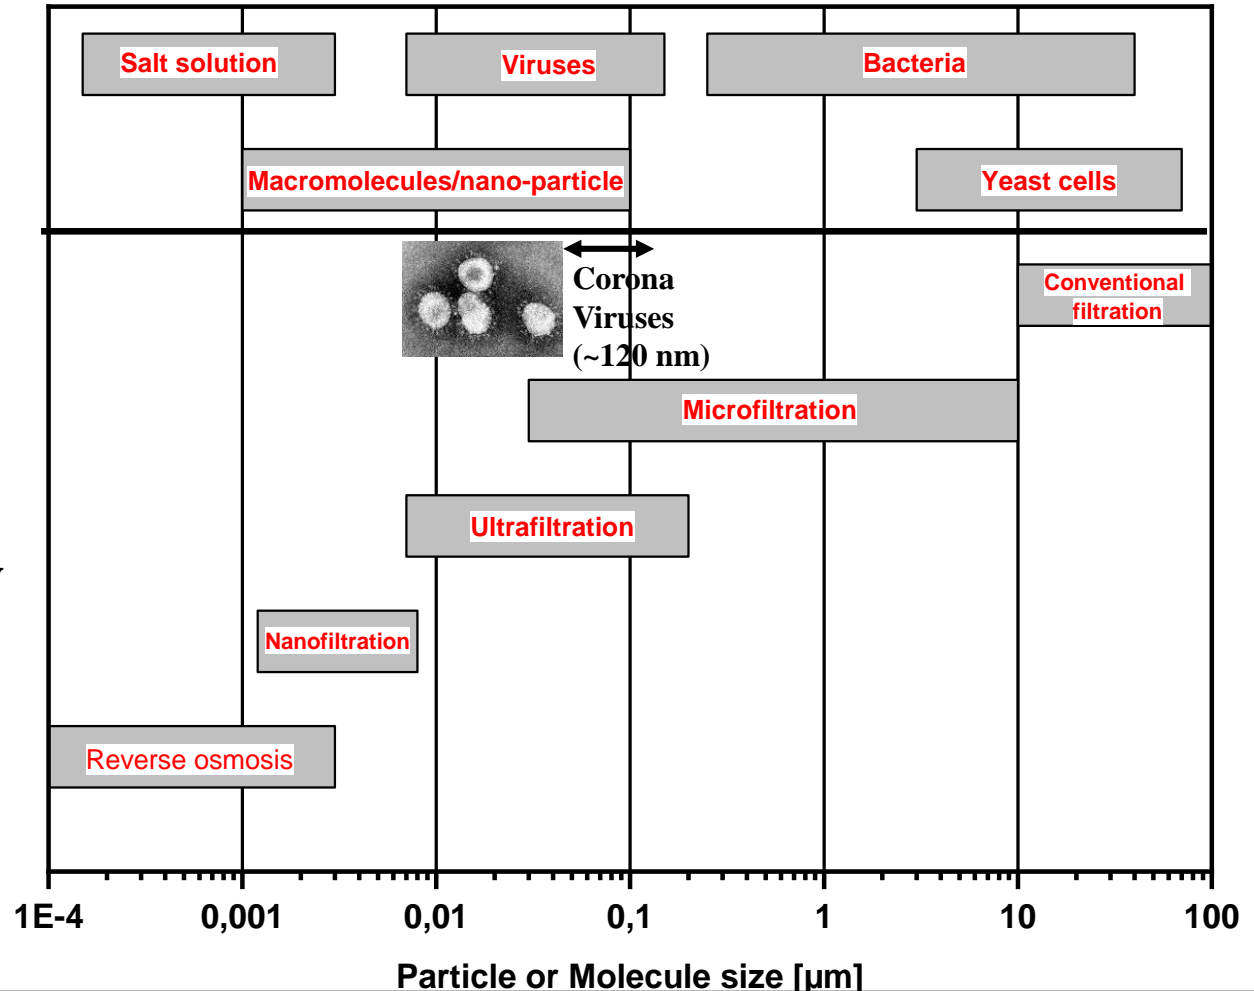 Salt solution
Viruses
Bacteria
Macromolecules/nano-particle
Yeast cells
Corona
Viruses
(~120 nm)
Conventional
filtration
Microfiltration
Ultrafiltration
Nanofiltration
Reverse osmosis
1E-4 0,001 0,01 0,1 1 10 100
Particle or Molecule size [µm]